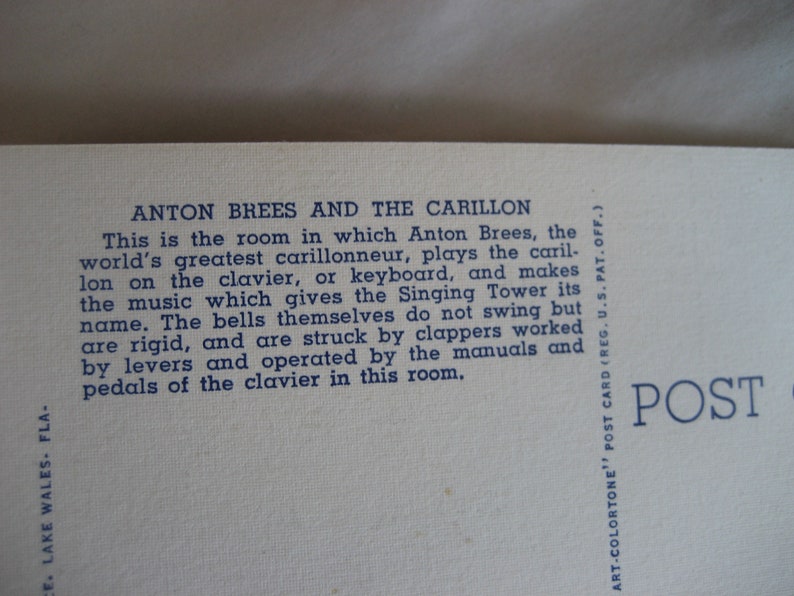 ANTON BREES AND THE CARILLON
This is the room in which Anton Brees, the
world's greatest carillonneur, plays the caril-
lon on the clavier, or keyboard, and makes
the music which gives the Singing Tower its
name. The bells themselves do not swing but
are rigid, and are struck by clappers worked
by levers and operated by the manuals and
pedals of the clavier in this room.
LAKE WALES- FLA-
ART-COLORTONE" POST CARD (REG. U.S. PAT. OFF.)
POST